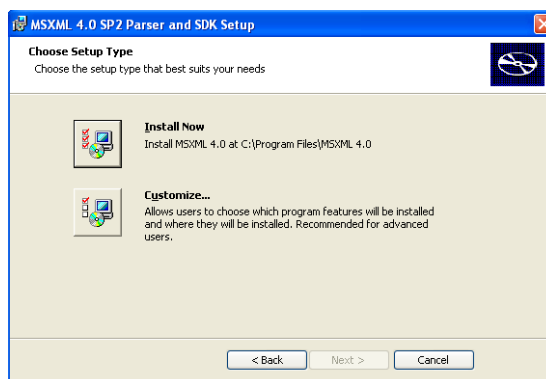 MSXML 4.0 SP2 Parser and SDK Setup
Choose Setup Type
Choose the setup type that best suits your needs
Install Now
Install MSXML 4.0 at C:\Program Files\MSXML 4.0
Customize...
Allows users to choose which program features will be installed
and where they will be installed. Recommended for advanced
users.
< Back
Next >
Cancel